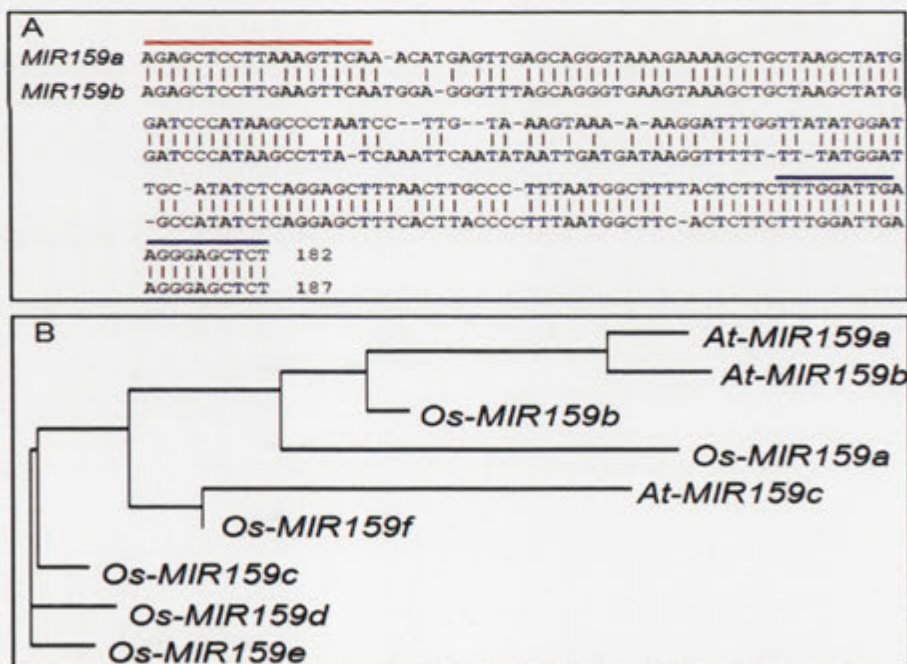 A
MIR159a AGAGCTCCTTAAAGTTCAA-ACATGAGTTGAGCAGGGTAAAGAAAAGCTGCTAAGCTATG
MIR159b AGAGCTCCTTGAAGTTCAATGGA-GGGTTTAGCAGGGTGAAGTAAAGCTGCTAAGCTATG
GATCCCATAAGCCCTAATCC--TTG--TA-AAGTAAA-A-AAGGATTTGGTTATATGGAT
GATCCCATAAGCCTTA-TCAAATTCAATATAATTGATGATAAGGTTTTT-TT-TATGGAT
TGC-ATATCTCAGGAGCTTTAACTTGCCC-TTTAATGGCTTTTACTCTTCTTTGGATTGA
-GCCATATCTCAGGAGCTTTCACTTACCCCTTTAATGGCTTC-ACTCTTCTTTGGATTGA
AGGGAGCTCT 182
AGGGAGCTCT 187
B
At-MIR159a
At-MIR159b
Os-MIR159b
Os-MIR159a
At-MIR159c
Os-MIR159f
Os-MIR159c
Os-MIR159d
Os-MIR159e